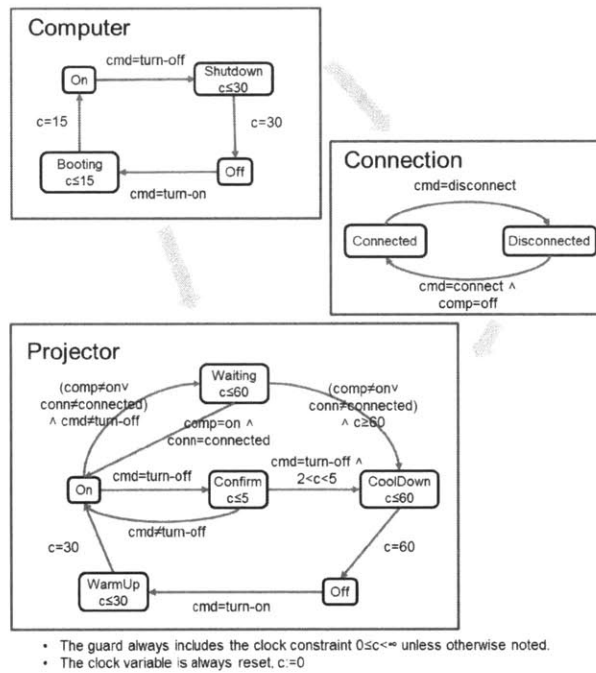 Computer
cmd=turn-off
On
Shutdown
c≤30
c=15
c=30
Booting
c≤15
Off
cmd=turn-on
Connection
cmd=disconnect
Connected
Disconnected
cmd=connect ∧
comp=off
Projector
Waiting
c≤60
(comp≠on∨
conn≠connected)
∧ cmd≠turn-off
(comp≠on∨
conn≠connected)
∧ c≥60
comp=on ∧
conn=connected
On
cmd=turn-off
Confirm
c≤5
cmd=turn-off ∧
2<c<5
CoolDown
c≤60
cmd≠turn-off
c=30
c=60
WarmUp
c≤30
Off
cmd=turn-on
• The guard always includes the clock constraint 0≤c<∞ unless otherwise noted.
• The clock variable is always reset, c:=0